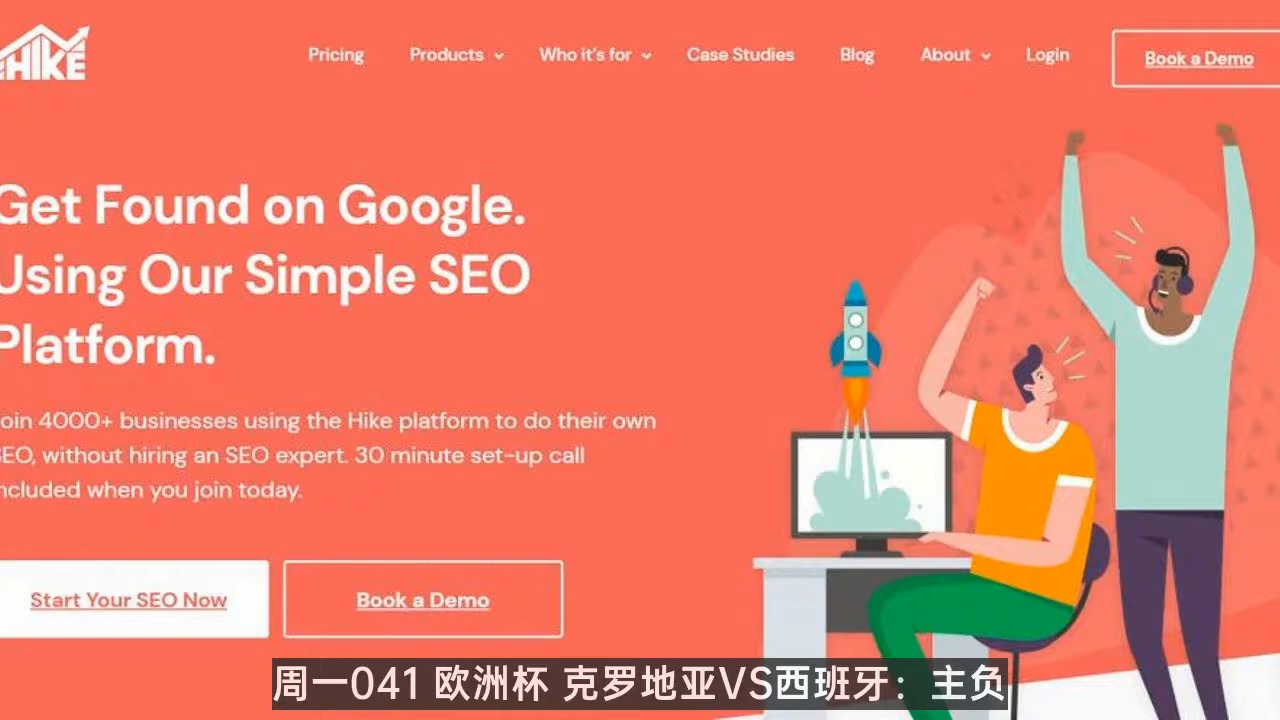 HIKE
Pricing Products Who it's for Case Studies Blog About Login Book a Demo
Get Found on Google.
Using Our Simple SEO
Platform.
oin 4000+ businesses using the Hike platform to do their own
SEO, without hiring an SEO expert. 30 minute set-up call
ncluded when you join today.
Start Your SEO Now Book a Demo
周一041 欧洲杯 克罗地亚VS西班牙：主负